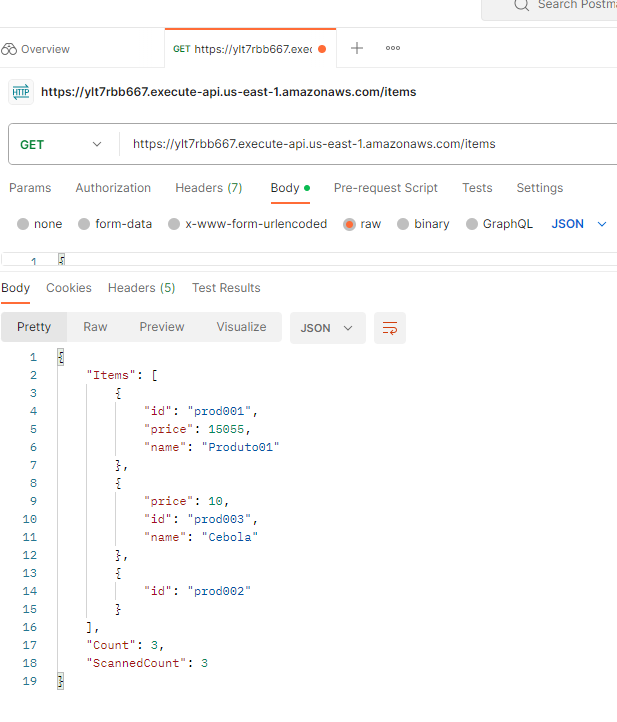 Search Postma
Overview
GET https://ylt7rbb667.exec
HTTP https://ylt7rbb667.execute-api.us-east-1.amazonaws.com/items
GET https://ylt7rbb667.execute-api.us-east-1.amazonaws.com/items
Params Authorization Headers (7) Body Pre-request Script Tests Settings
none form-data x-www-form-urlencoded raw binary GraphQL JSON
1 {
Body Cookies Headers (5) Test Results
Pretty Raw Preview Visualize JSON
1 {
2 "Items": [
3 {
4 "id": "prod001",
5 "price": 15055,
6 "name": "Produto01"
7 },
8 {
9 "price": 10,
10 "id": "prod003",
11 "name": "Cebola"
12 },
13 {
14 "id": "prod002"
15 }
16 ],
17 "Count": 3,
18 "ScannedCount": 3
19 }